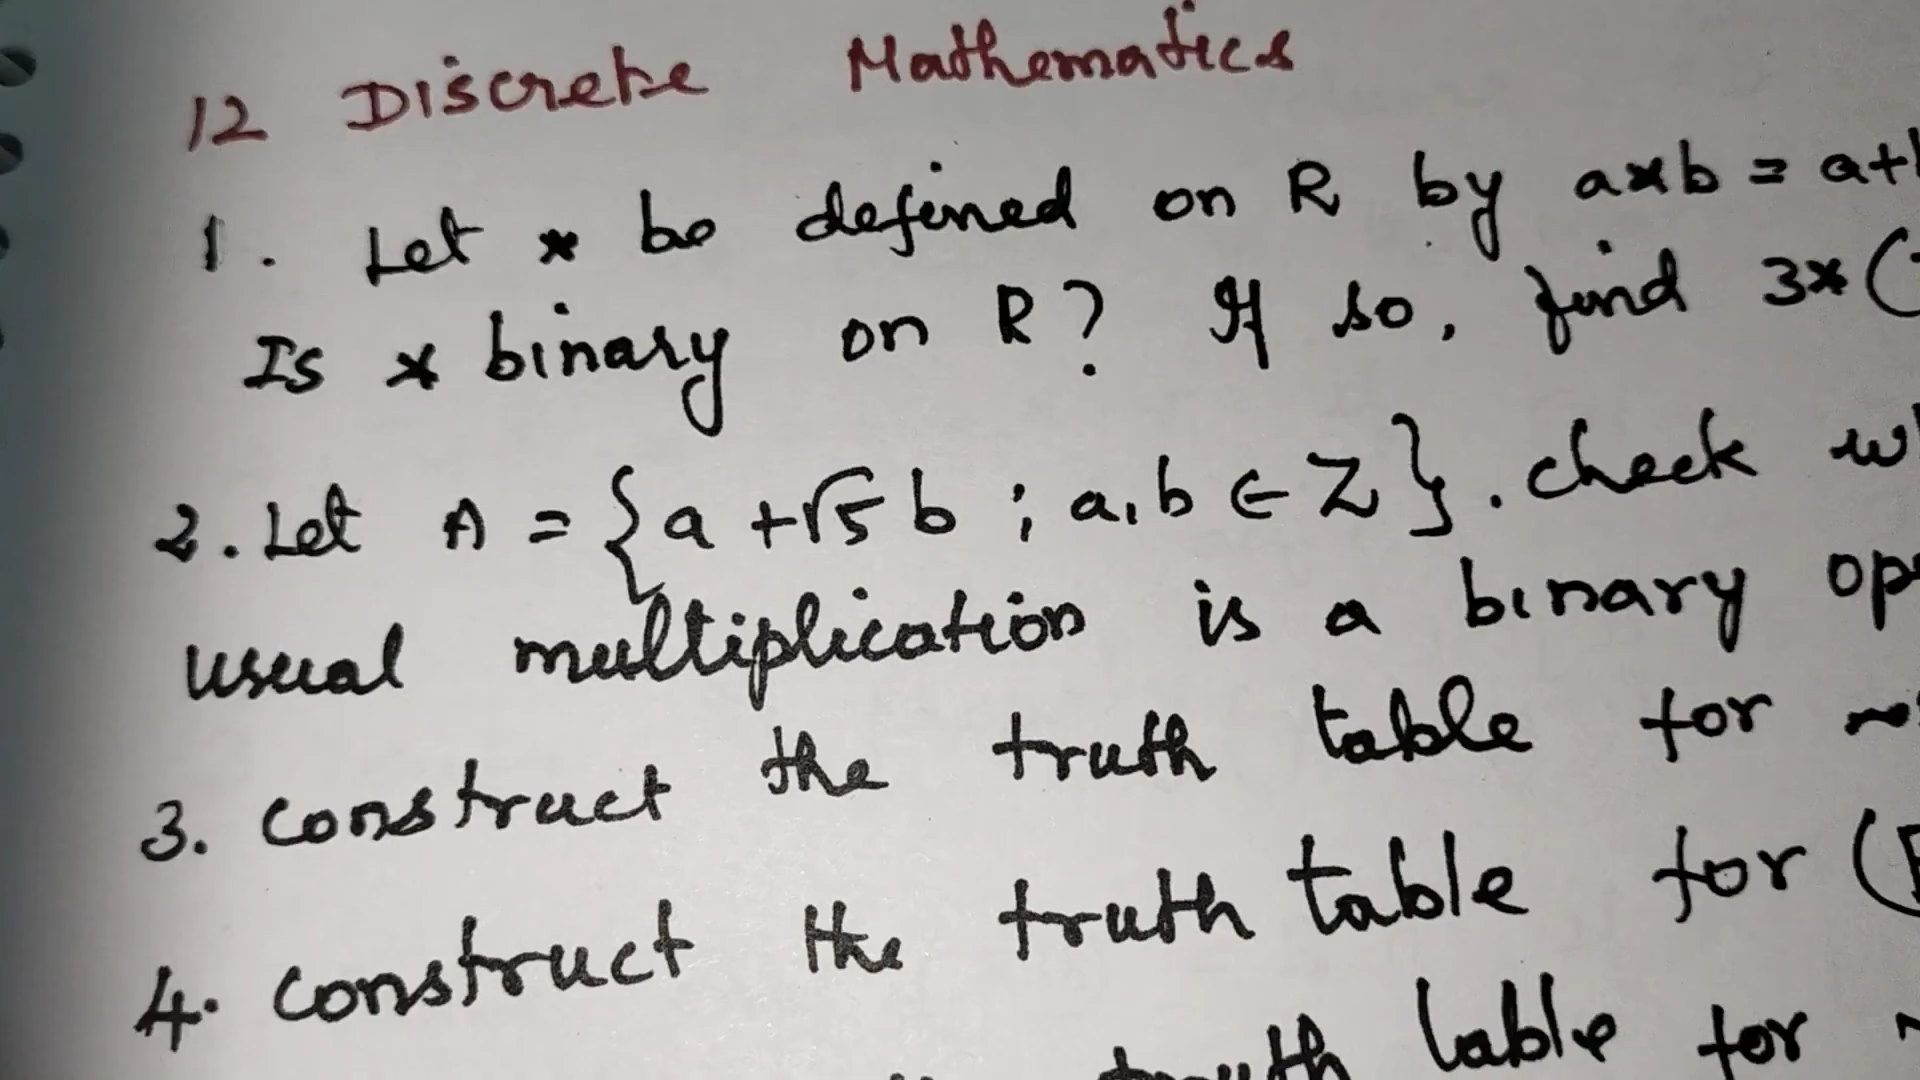 12 Discrete Mathematics
1. Let * be defined on R by a*b = a+
Is * binary on R? If so, find 3*(
2. Let A = {a +√5 b ; a, b ∈ Z}. check
usual multiplication is a binary
3. construct the truth table for ~
4. construct the truth table for (
truth table for